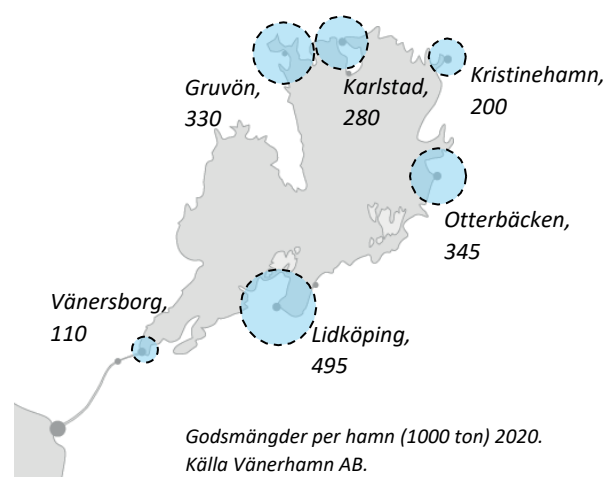 Gruvön,
330
Karlstad,
280
Kristinehamn,
200
Otterbäcken,
345
Vänersborg,
110
Lidköping,
495
Godsmängder per hamn (1000 ton) 2020.
Källa Vänerhamn AB.